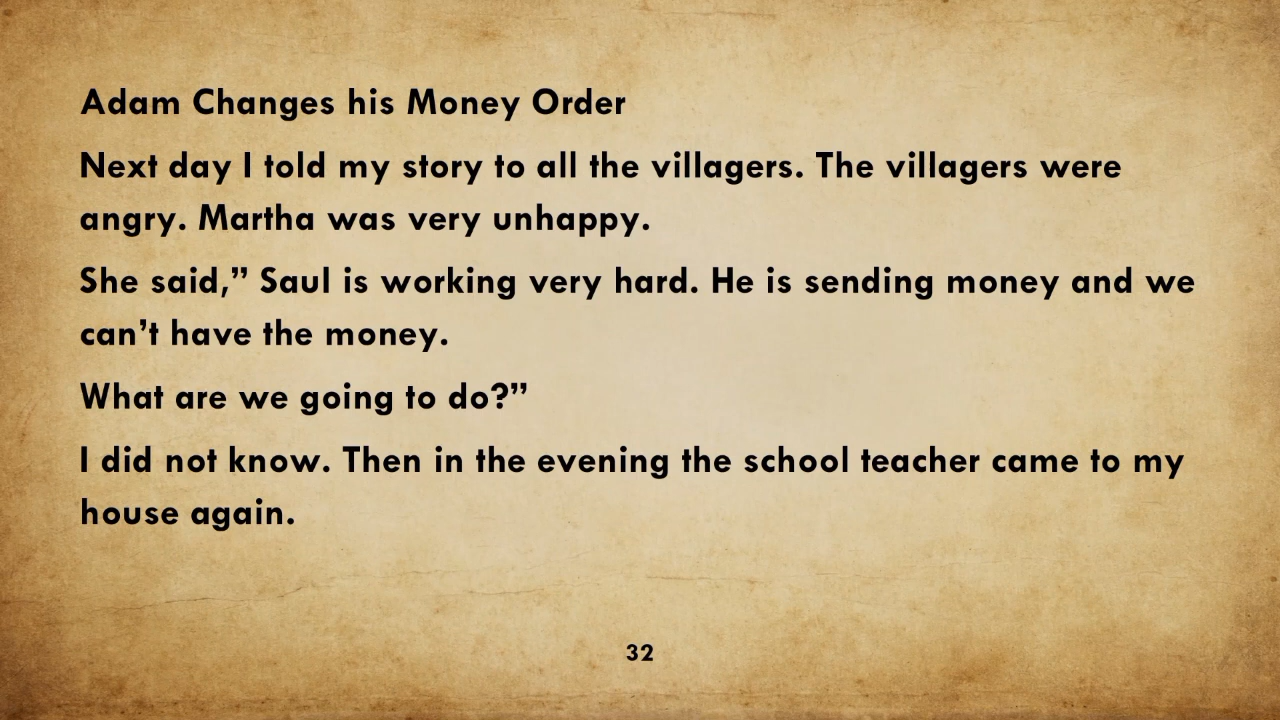 Adam Changes his Money Order
Next day I told my story to all the villagers. The villagers were
angry. Martha was very unhappy.
She said,” Saul is working very hard. He is sending money and we
can’t have the money.
What are we going to do?”
I did not know. Then in the evening the school teacher came to my
house again.
32